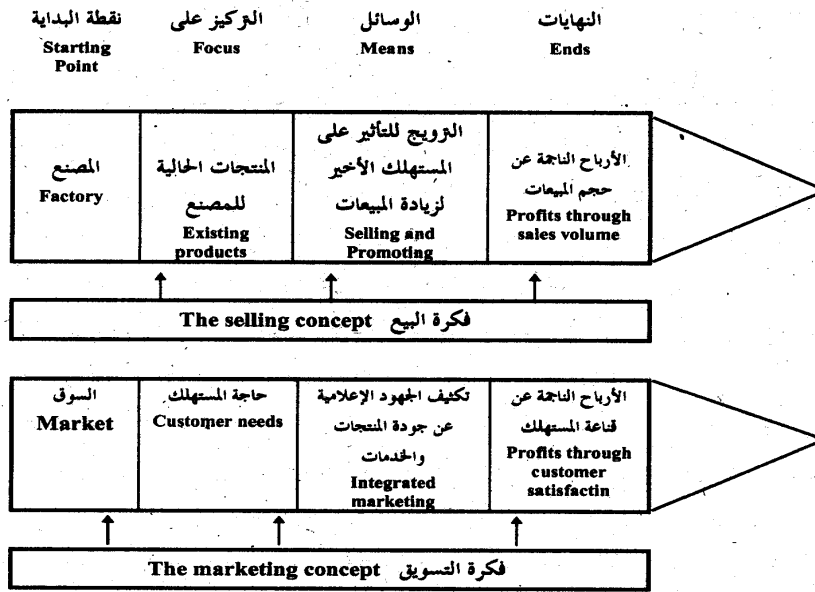 نقطة البداية
Starting
Point
التركيز على
Focus
الوسائل
Means
النهايات
Ends
المصنع
Factory
المنتجات الحالية
للمصنع
Existing
products
الترويج للتأثير على
المستهلك الأخير
لزيادة المبيعات
Selling and
Promoting
الأرباح الناجمة عن
حجم المبيعات
Profits through
sales volume
The selling concept فكرة البيع
السوق
Market
حاجة المستهلك
Customer needs
تكثيف الجهود الإعلامية
عن جودة المنتجات
والخدمات
Integrated
marketing
الأرباح الناجمة عن
قناعة المستهلك
Profits through
customer
satisfactin
The marketing concept فكرة التسويق